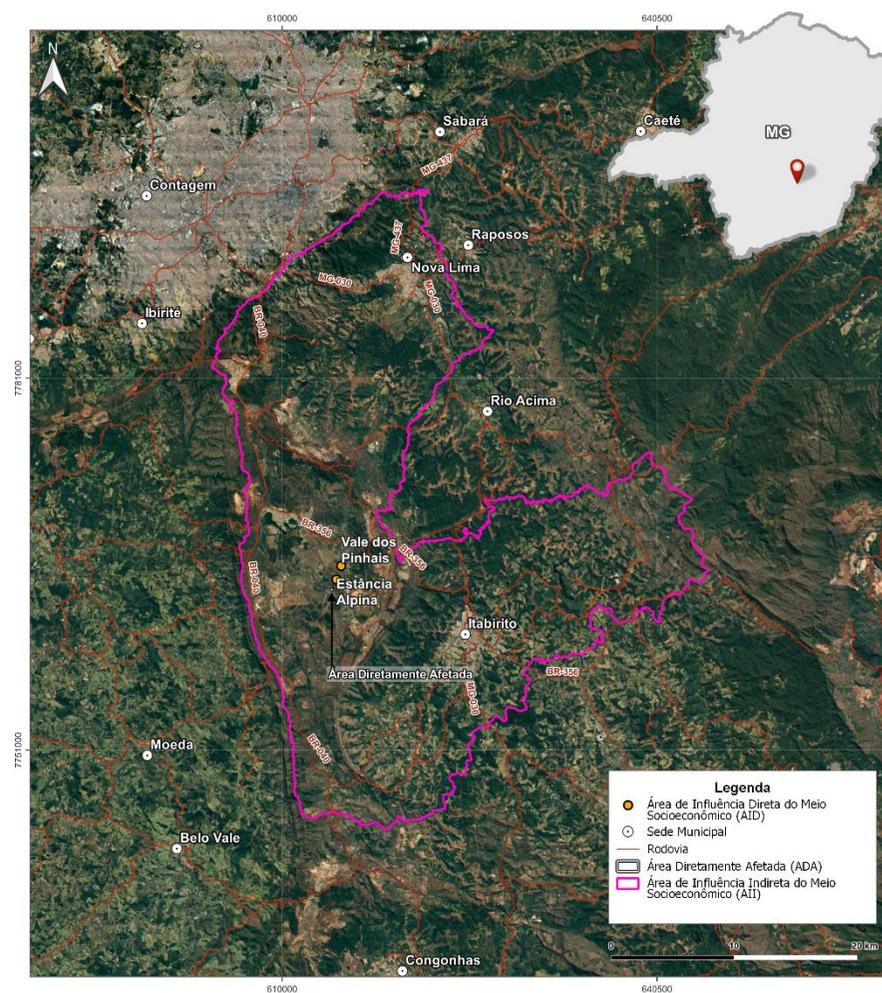 610000
640500
N
MG
Sabará
Caeté
MG-437
Contagem
Raposos
MG-437
Nova Lima
MG-030
MG-030
Ibirité
BR-040
7781000
7781000
Rio Acima
BR-356
Vale dos
Pinhais
BR-356
BR-040
Estância
Alpina
Itabirito
Área Diretamente Afetada
BR-356
MG-030
Moeda
BR-040
7751000
7751000
Belo Vale
Legenda
Área de Influência Direta do Meio
Socioeconômico (AID)
Sede Municipal
Rodovia
Área Diretamente Afetada (ADA)
Área de Influência Indireta do Meio
Socioeconômico (AII)
0 10 20 km
Congonhas
610000
640500